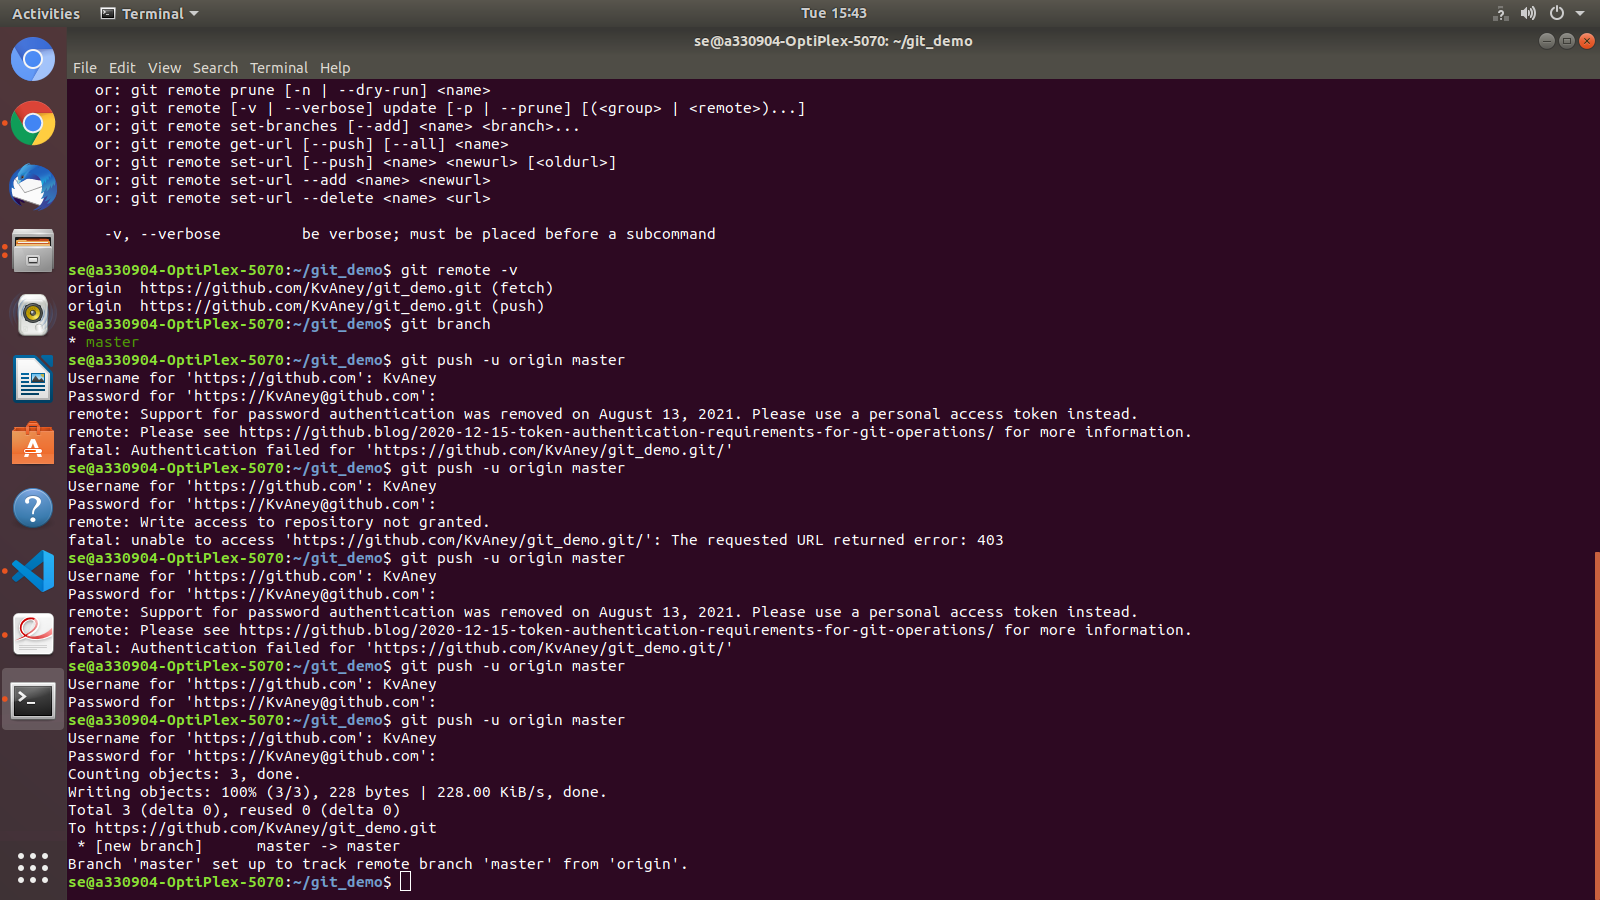 Activities Terminal Tue 15:43
se@a330904-OptiPlex-5070: ~/git_demo
File Edit View Search Terminal Help
or: git remote prune [-n | --dry-run] <name>
or: git remote [-v | --verbose] update [-p | --prune] [(<group> | <remote>)...]
or: git remote set-branches [--add] <name> <branch>...
or: git remote get-url [--push] [--all] <name>
or: git remote set-url [--push] <name> <newurl> [<oldurl>]
or: git remote set-url --add <name> <newurl>
or: git remote set-url --delete <name> <url>
-v, --verbose be verbose; must be placed before a subcommand
se@a330904-OptiPlex-5070:~/git_demo$ git remote -v
origin https://github.com/KvAney/git_demo.git (fetch)
origin https://github.com/KvAney/git_demo.git (push)
se@a330904-OptiPlex-5070:~/git_demo$ git branch
* master
se@a330904-OptiPlex-5070:~/git_demo$ git push -u origin master
Username for 'https://github.com': KvAney
Password for 'https://KvAney@github.com':
remote: Support for password authentication was removed on August 13, 2021. Please use a personal access token instead.
remote: Please see https://github.blog/2020-12-15-token-authentication-requirements-for-git-operations/ for more information.
fatal: Authentication failed for 'https://github.com/KvAney/git_demo.git/'
se@a330904-OptiPlex-5070:~/git_demo$ git push -u origin master
Username for 'https://github.com': KvAney
Password for 'https://KvAney@github.com':
remote: Write access to repository not granted.
fatal: unable to access 'https://github.com/KvAney/git_demo.git/': The requested URL returned error: 403
se@a330904-OptiPlex-5070:~/git_demo$ git push -u origin master
Username for 'https://github.com': KvAney
Password for 'https://KvAney@github.com':
remote: Support for password authentication was removed on August 13, 2021. Please use a personal access token instead.
remote: Please see https://github.blog/2020-12-15-token-authentication-requirements-for-git-operations/ for more information.
fatal: Authentication failed for 'https://github.com/KvAney/git_demo.git/'
se@a330904-OptiPlex-5070:~/git_demo$ git push -u origin master
Username for 'https://github.com': KvAney
Password for 'https://KvAney@github.com':
se@a330904-OptiPlex-5070:~/git_demo$ git push -u origin master
Username for 'https://github.com': KvAney
Password for 'https://KvAney@github.com':
Counting objects: 3, done.
Writing objects: 100% (3/3), 228 bytes | 228.00 KiB/s, done.
Total 3 (delta 0), reused 0 (delta 0)
To https://github.com/KvAney/git_demo.git
* [new branch] master -> master
Branch 'master' set up to track remote branch 'master' from 'origin'.
se@a330904-OptiPlex-5070:~/git_demo$